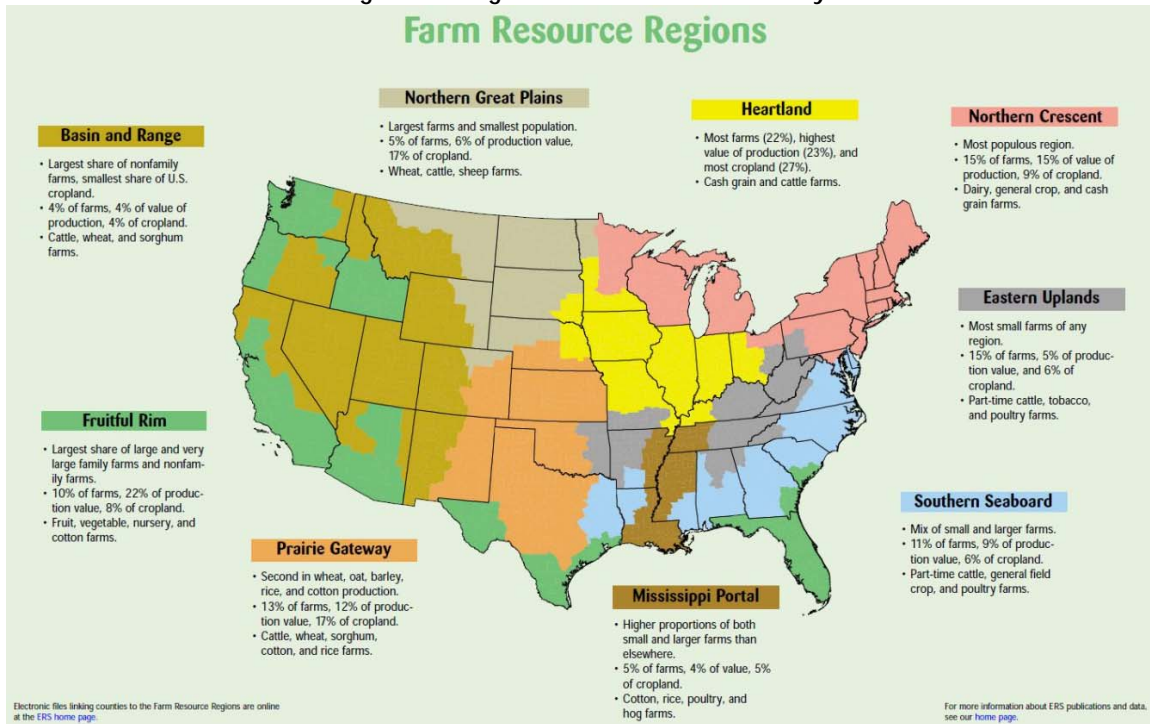 Farm Resource Regions
Northern Great Plains
• Largest farms and smallest population.
• 5% of farms, 6% of production value,
17% of cropland.
• Wheat, cattle, sheep farms.
Heartland
• Most farms (22%), highest
value of production (23%), and
most cropland (27%).
• Cash grain and cattle farms.
Northern Crescent
• Most populous region.
• 15% of farms, 15% of value of
production, 9% of cropland.
• Dairy, general crop, and cash
grain farms.
Basin and Range
• Largest share of nonfamily
farms, smallest share of U.S.
cropland.
• 4% of farms, 4% of value of
production, 4% of cropland.
• Cattle, wheat, and sorghum
farms.
Eastern Uplands
• Most small farms of any
region.
• 15% of farms, 5% of produc-
tion value, and 6% of
cropland.
• Part-time cattle, tobacco,
and poultry farms.
Fruitful Rim
• Largest share of large and very
large family farms and nonfam-
ily farms.
• 10% of farms, 22% of produc-
tion value, 8% of cropland.
• Fruit, vegetable, nursery, and
cotton farms.
Southern Seaboard
• Mix of small and larger farms.
• 11% of farms, 9% of produc-
tion value, 6% of cropland.
• Part-time cattle, general field
crop, and poultry farms.
Prairie Gateway
• Second in wheat, oat, barley,
rice, and cotton production.
• 13% of farms, 12% of produc-
tion value, 17% of cropland.
• Cattle, wheat, sorghum,
cotton, and rice farms.
Mississippi Portal
• Higher proportions of both
small and larger farms than
elsewhere.
• 5% of farms, 4% of value, 5%
of cropland.
• Cotton, rice, poultry, and
hog farms.
Electronic files linking counties to the Farm Resource Regions are online
at the ERS home page.
For more information about ERS publications and data,
see our home page.